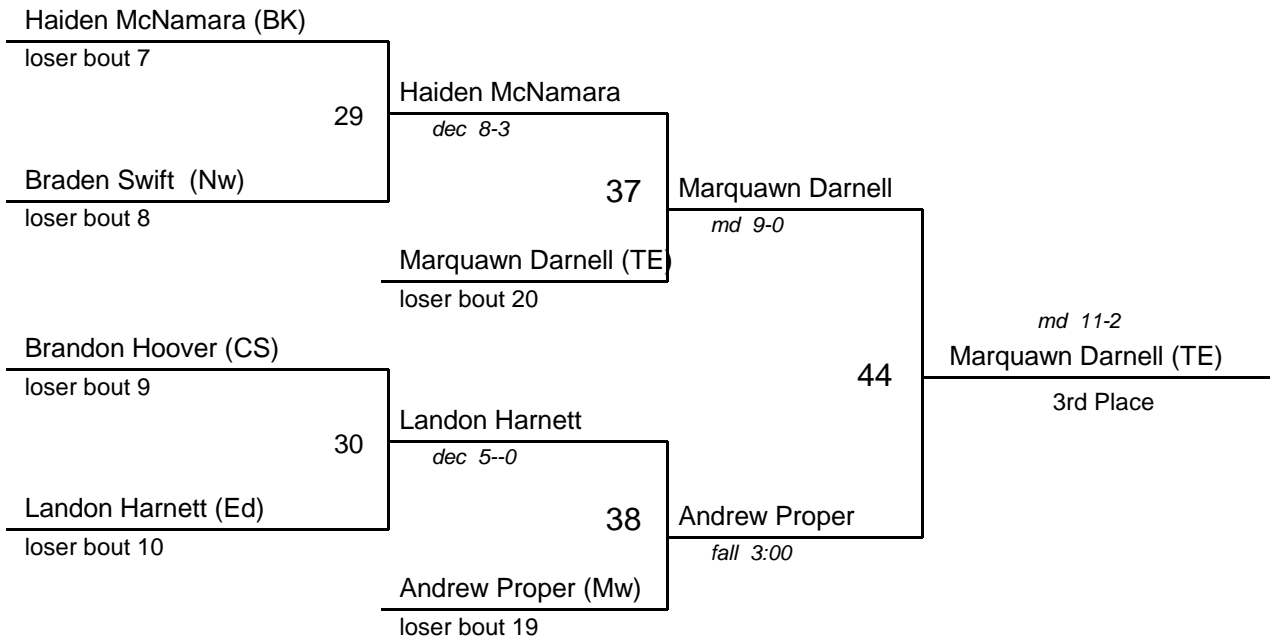 Haiden McNamara (BK)
loser bout 7
29
Haiden McNamara
dec 8-3
Braden Swift (Nw)
loser bout 8
37
Marquawn Darnell
md 9-0
Marquawn Darnell (TE)
loser bout 20
md 11-2
Brandon Hoover (CS)
loser bout 9
44
Marquawn Darnell (TE)
3rd Place
30
Landon Harnett
dec 5--0
Landon Harnett (Ed)
loser bout 10
38
Andrew Proper
fall 3:00
Andrew Proper (Mw)
loser bout 19